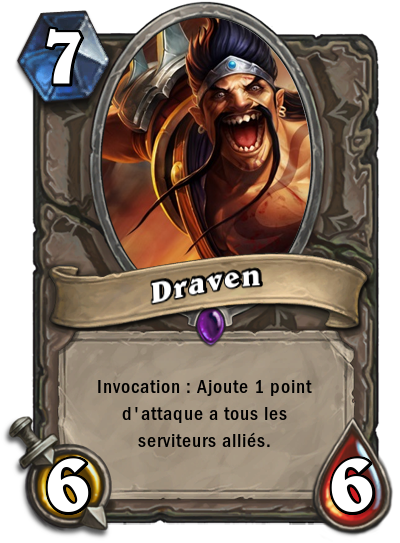 7
Draven
Invocation : Ajoute 1 point
d'attaque a tous les
serviteurs alliés.
6 6